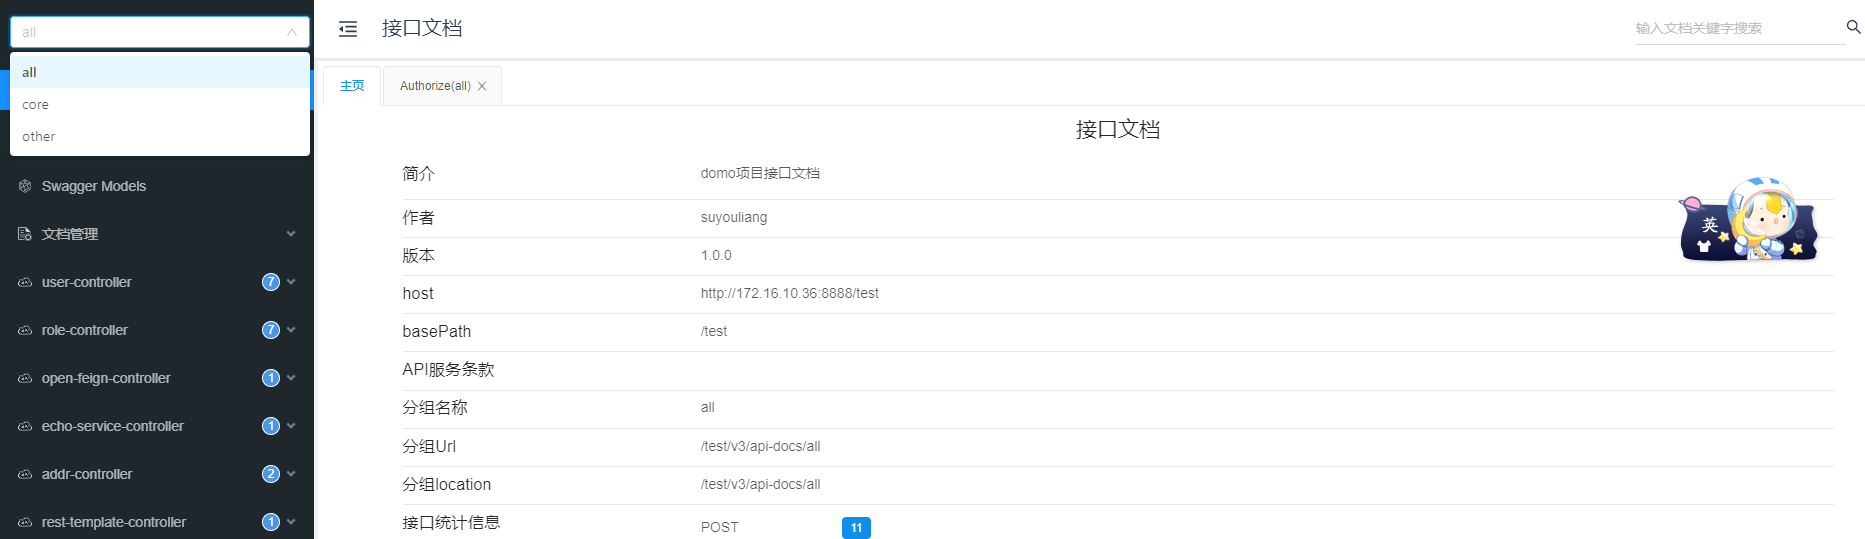 all
all
core
other
Swagger Models
文档管理
user-controller 7
role-controller 7
open-feign-controller 1
echo-service-controller 1
addr-controller 2
rest-template-controller 1
接口文档
输入文档关键字搜索
主页 Authorize(all)
接口文档
简介 domo项目接口文档
作者 suyouliang
版本 1.0.0
host http://172.16.10.36:8888/test
basePath /test
API服务条款
分组名称 all
分组Url /test/v3/api-docs/all
分组location /test/v3/api-docs/all
接口统计信息 POST 11
英